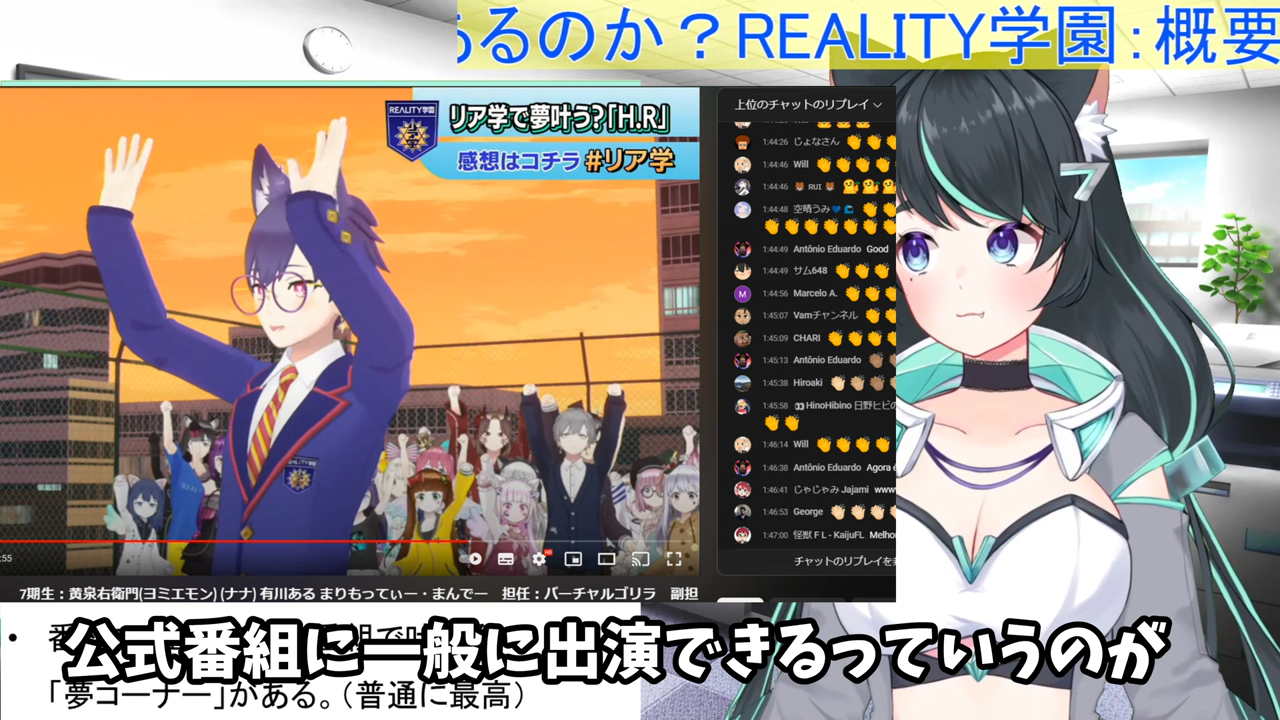 るのか？REALITY学園：概要
REALITY学園
リア学で夢叶う？「H.R」
感想はコチラ #リア学
上位のチャットのリプレイ
1:44:26 じょなさん 👏👏👏
1:44:46 Will 👏👏👏👏
1:44:46 🐻 RUI 🐻
1:44:48 空晴うみ💙🌊 👏👏
👏👏👏👏👏👏👏
1:44:49 Antônio Eduardo Good
1:44:49 サム648 👏👏👏
M 1:44:56 Marcelo A. 👏👏👏
1:45:07 Vamチャンネル 👏👏
1:45:09 CHARI 👏👏👏👏
1:45:13 Antônio Eduardo 👏🏾👏🏾
1:45:38 Hiroaki 👏🏻👏🏼👏🏽👏
1:45:58 HinoHibino 日野ヒビの
👏👏
1:46:14 Will 👏👏👏👏
1:46:38 Antônio Eduardo Agora
1:46:41 じゃじゃみ Jajami www
1:46:53 George 👏🏻👏🏻👏🏻👏🏻
1:47:00 怪獣 F L - KaijuFL Melho
チャットのリプレイを
:55
HD
7期生：黄泉右衛門(ヨミエモン) (ナナ) 有川ある まりもってぃー・まんでー 担任：バーチャルゴリラ 副担
公式番組に一般に出演できるっていうのが
「夢コーナー」がある。（普通に最高）